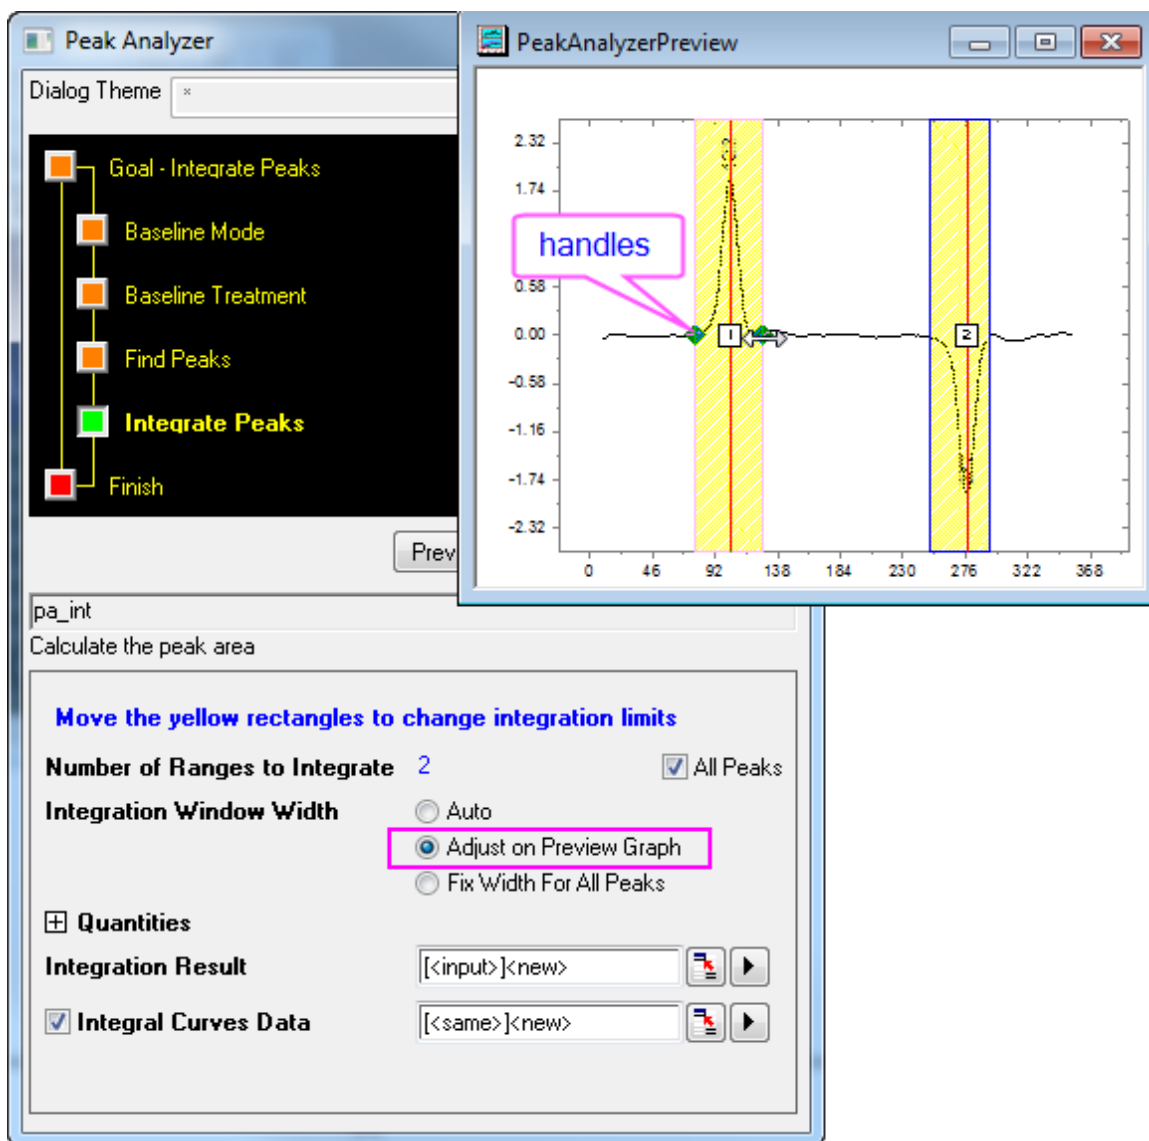 Peak Analyzer
Dialog Theme
*
Goal - Integrate Peaks
Baseline Mode
Baseline Treatment
Find Peaks
Integrate Peaks
Finish
Prev
PeakAnalyzerPreview
2.32
1.74
handles
0.58
0.00
-0.58
-1.16
-1.74
-2.32
1
2
0 46 92 138 184 230 276 322 368
pa_int
Calculate the peak area
Move the yellow rectangles to change integration limits
Number of Ranges to Integrate 2 All Peaks
Integration Window Width Auto
Adjust on Preview Graph
Fix Width For All Peaks
Quantities
Integration Result [<input>]<new>
Integral Curves Data [<same>]<new>